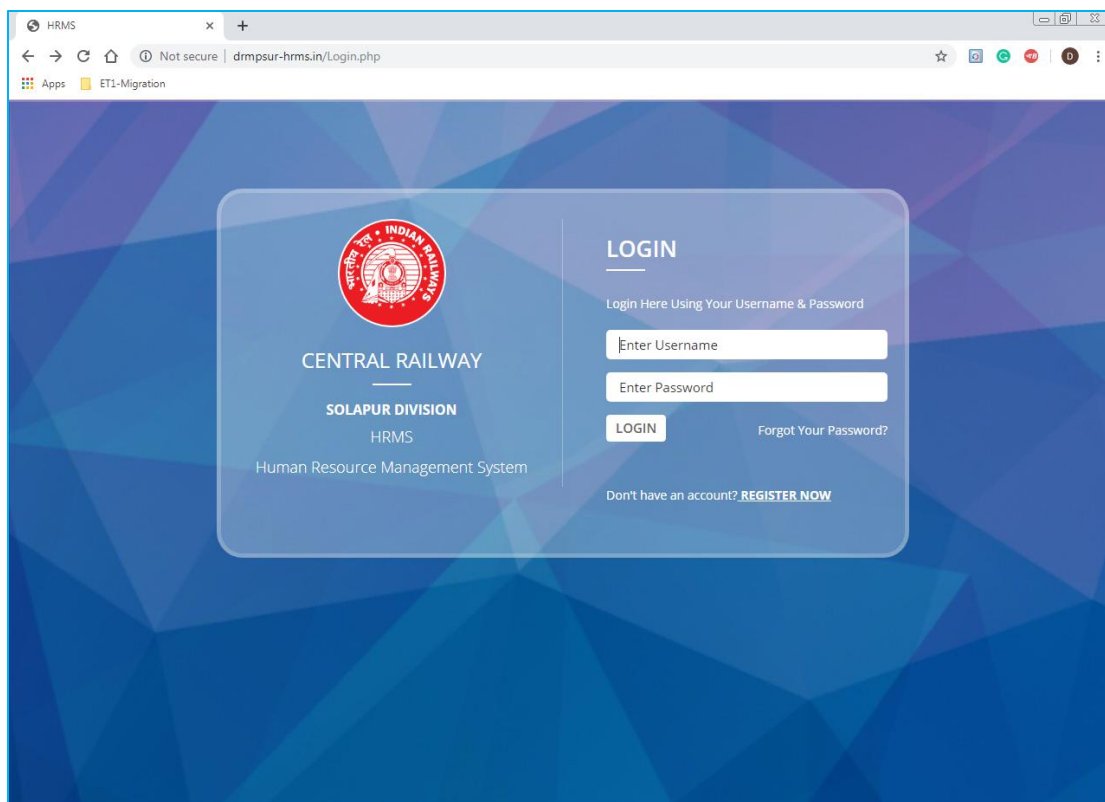 HRMS
Not secure | drmpsur-hrms.in/Login.php
D
Apps ET1-Migration
भारतीय रेल • INDIAN RAILWAYS
CENTRAL RAILWAY
SOLAPUR DIVISION
HRMS
Human Resource Management System
LOGIN
Login Here Using Your Username & Password
Enter Username
Enter Password
LOGIN Forgot Your Password?
Don't have an account? REGISTER NOW